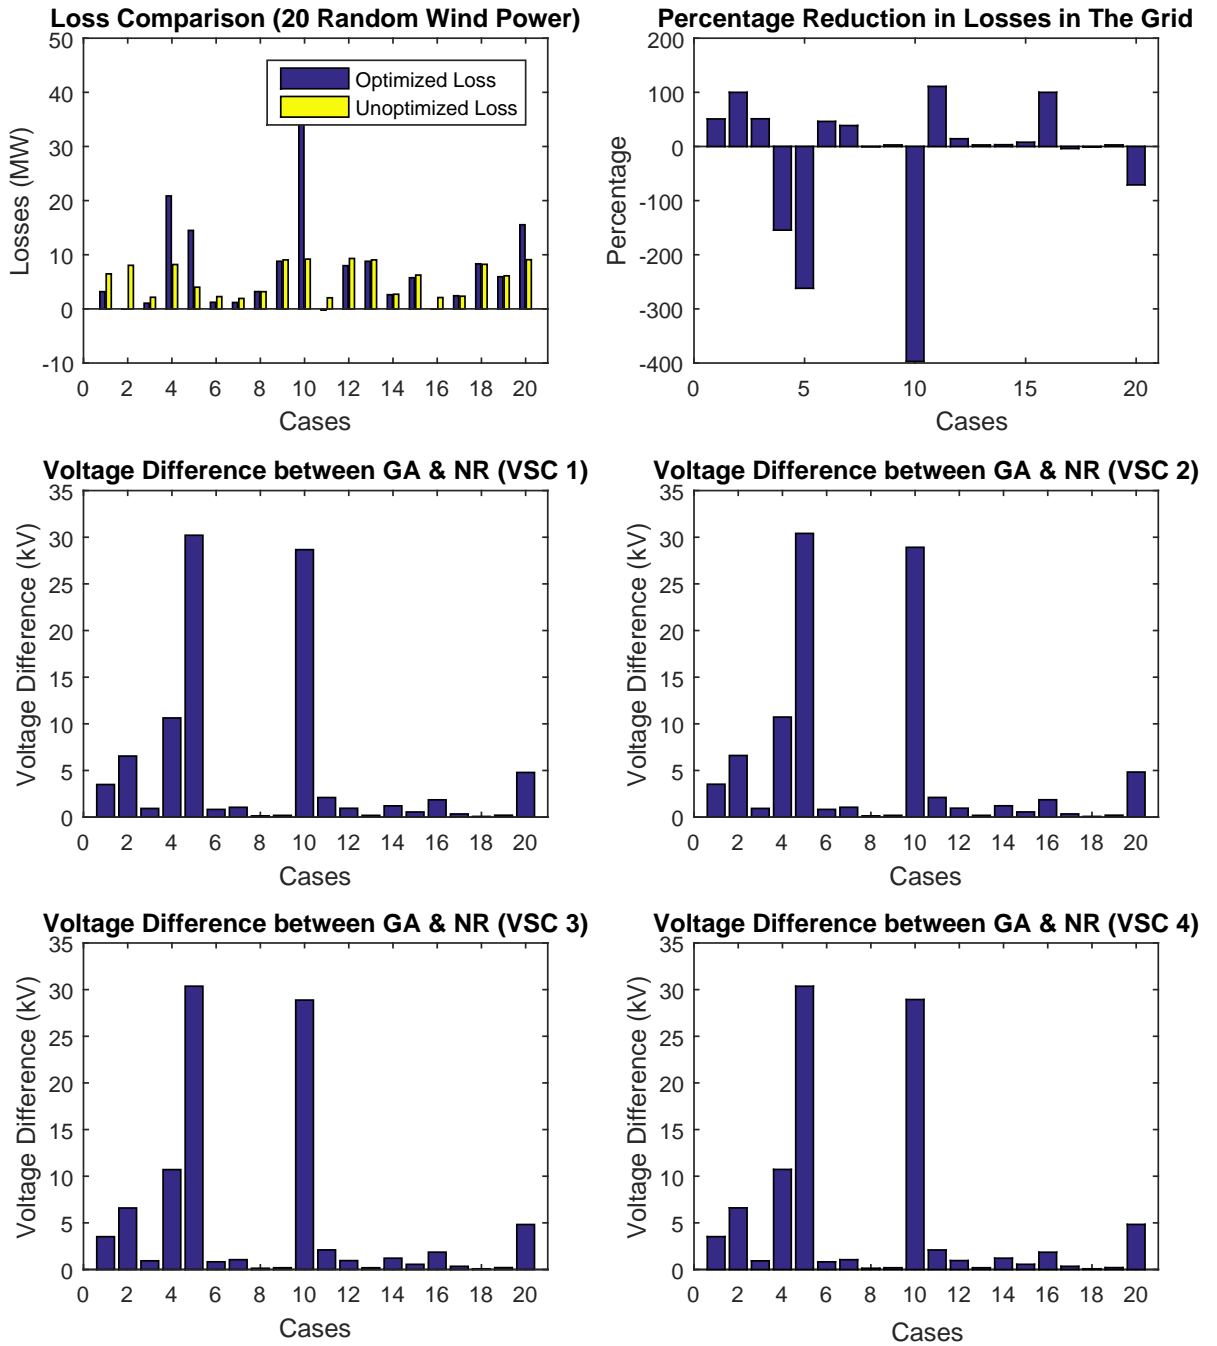 Loss Comparison (20 Random Wind Power)
50
40
30
20
10
0
-10
Losses (MW)
Optimized Loss
Unoptimized Loss
0 2 4 6 8 10 12 14 16 18 20
Cases
Percentage Reduction in Losses in The Grid
200
100
0
-100
-200
-300
-400
Percentage
5 10 15 20
Cases
Voltage Difference between GA & NR (VSC 1)
35
30
25
20
15
10
5
0
Voltage Difference (kV)
0 2 4 6 8 10 12 14 16 18 20
Cases
Voltage Difference between GA & NR (VSC 2)
35
30
25
20
15
10
5
0
Voltage Difference (kV)
0 2 4 6 8 10 12 14 16 18 20
Cases
Voltage Difference between GA & NR (VSC 3)
35
30
25
20
15
10
5
0
Voltage Difference (kV)
0 2 4 6 8 10 12 14 16 18 20
Cases
Voltage Difference between GA & NR (VSC 4)
35
30
25
20
15
10
5
0
Voltage Difference (kV)
0 2 4 6 8 10 12 14 16 18 20
Cases